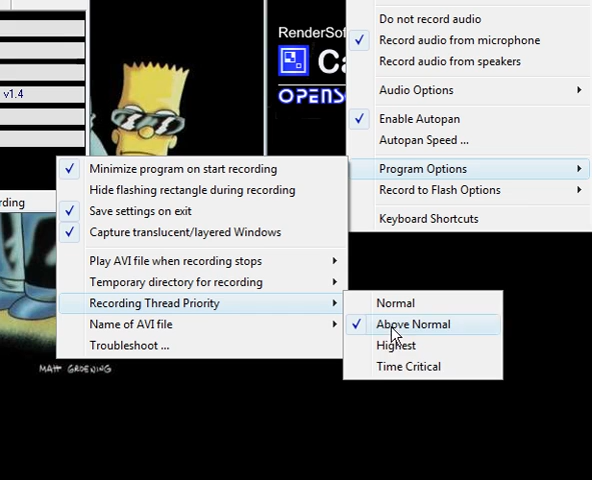 Do not record audio
RenderSof
Record audio from microphone
Record audio from speakers
v1.4
Ca
Audio Options
OPENS
Enable Autopan
Autopan Speed ...
Minimize program on start recording
Program Options
Hide flashing rectangle during recording
Record to Flash Options
rding
Save settings on exit
Keyboard Shortcuts
Capture translucent/layered Windows
Play AVI file when recording stops
Temporary directory for recording
Recording Thread Priority
Normal
Name of AVI file
Above Normal
Troubleshoot ...
Highest
Time Critical
MATT GROENING